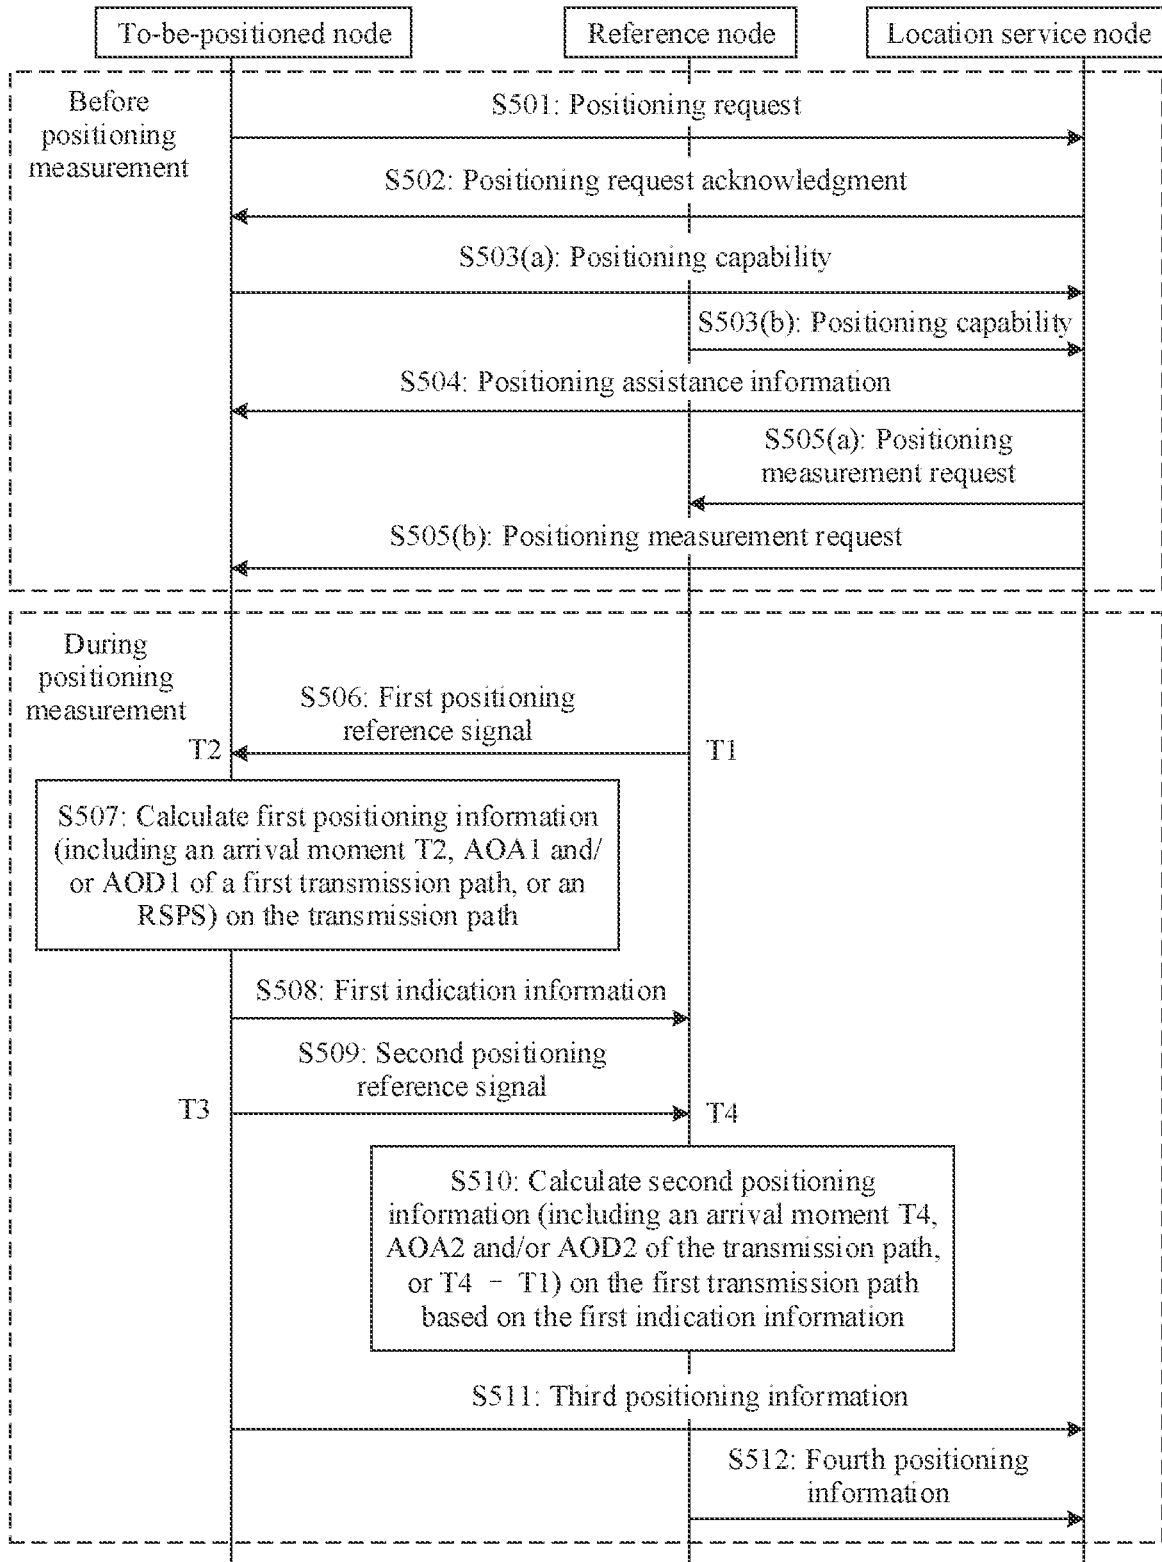 To-be-positioned node
Reference node
Location service node
Before
positioning
measurement
S501: Positioning request
S502: Positioning request acknowledgment
S503(a): Positioning capability
S503(b): Positioning capability
S504: Positioning assistance information
S505(a): Positioning
measurement request
S505(b): Positioning measurement request
During
positioning
measurement
S506: First positioning
reference signal
T2
T1
S507: Calculate first positioning information
(including an arrival moment T2, AOA1 and/
or AOD1 of a first transmission path, or an
RSPS) on the transmission path
S508: First indication information
S509: Second positioning
reference signal
T3
T4
S510: Calculate second positioning
information (including an arrival moment T4,
AOA2 and/or AOD2 of the transmission path,
or T4 − T1) on the first transmission path
based on the first indication information
S511: Third positioning information
S512: Fourth positioning
information